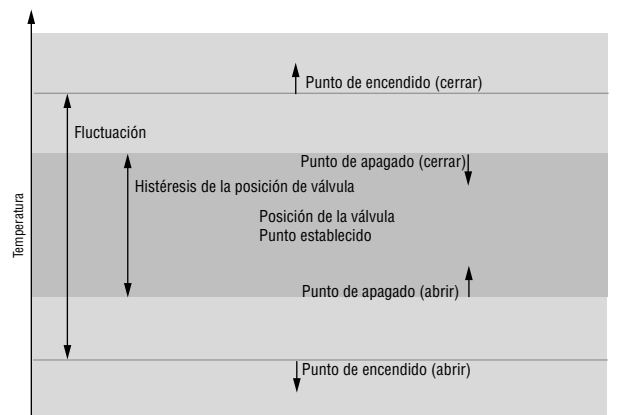 Punto de encendido (cerrar)
Fluctuación
Punto de apagado (cerrar)
Histéresis de la posición de válvula
Posición de la válvula
Punto establecido
Temperatura
Punto de apagado (abrir)
Punto de encendido (abrir)